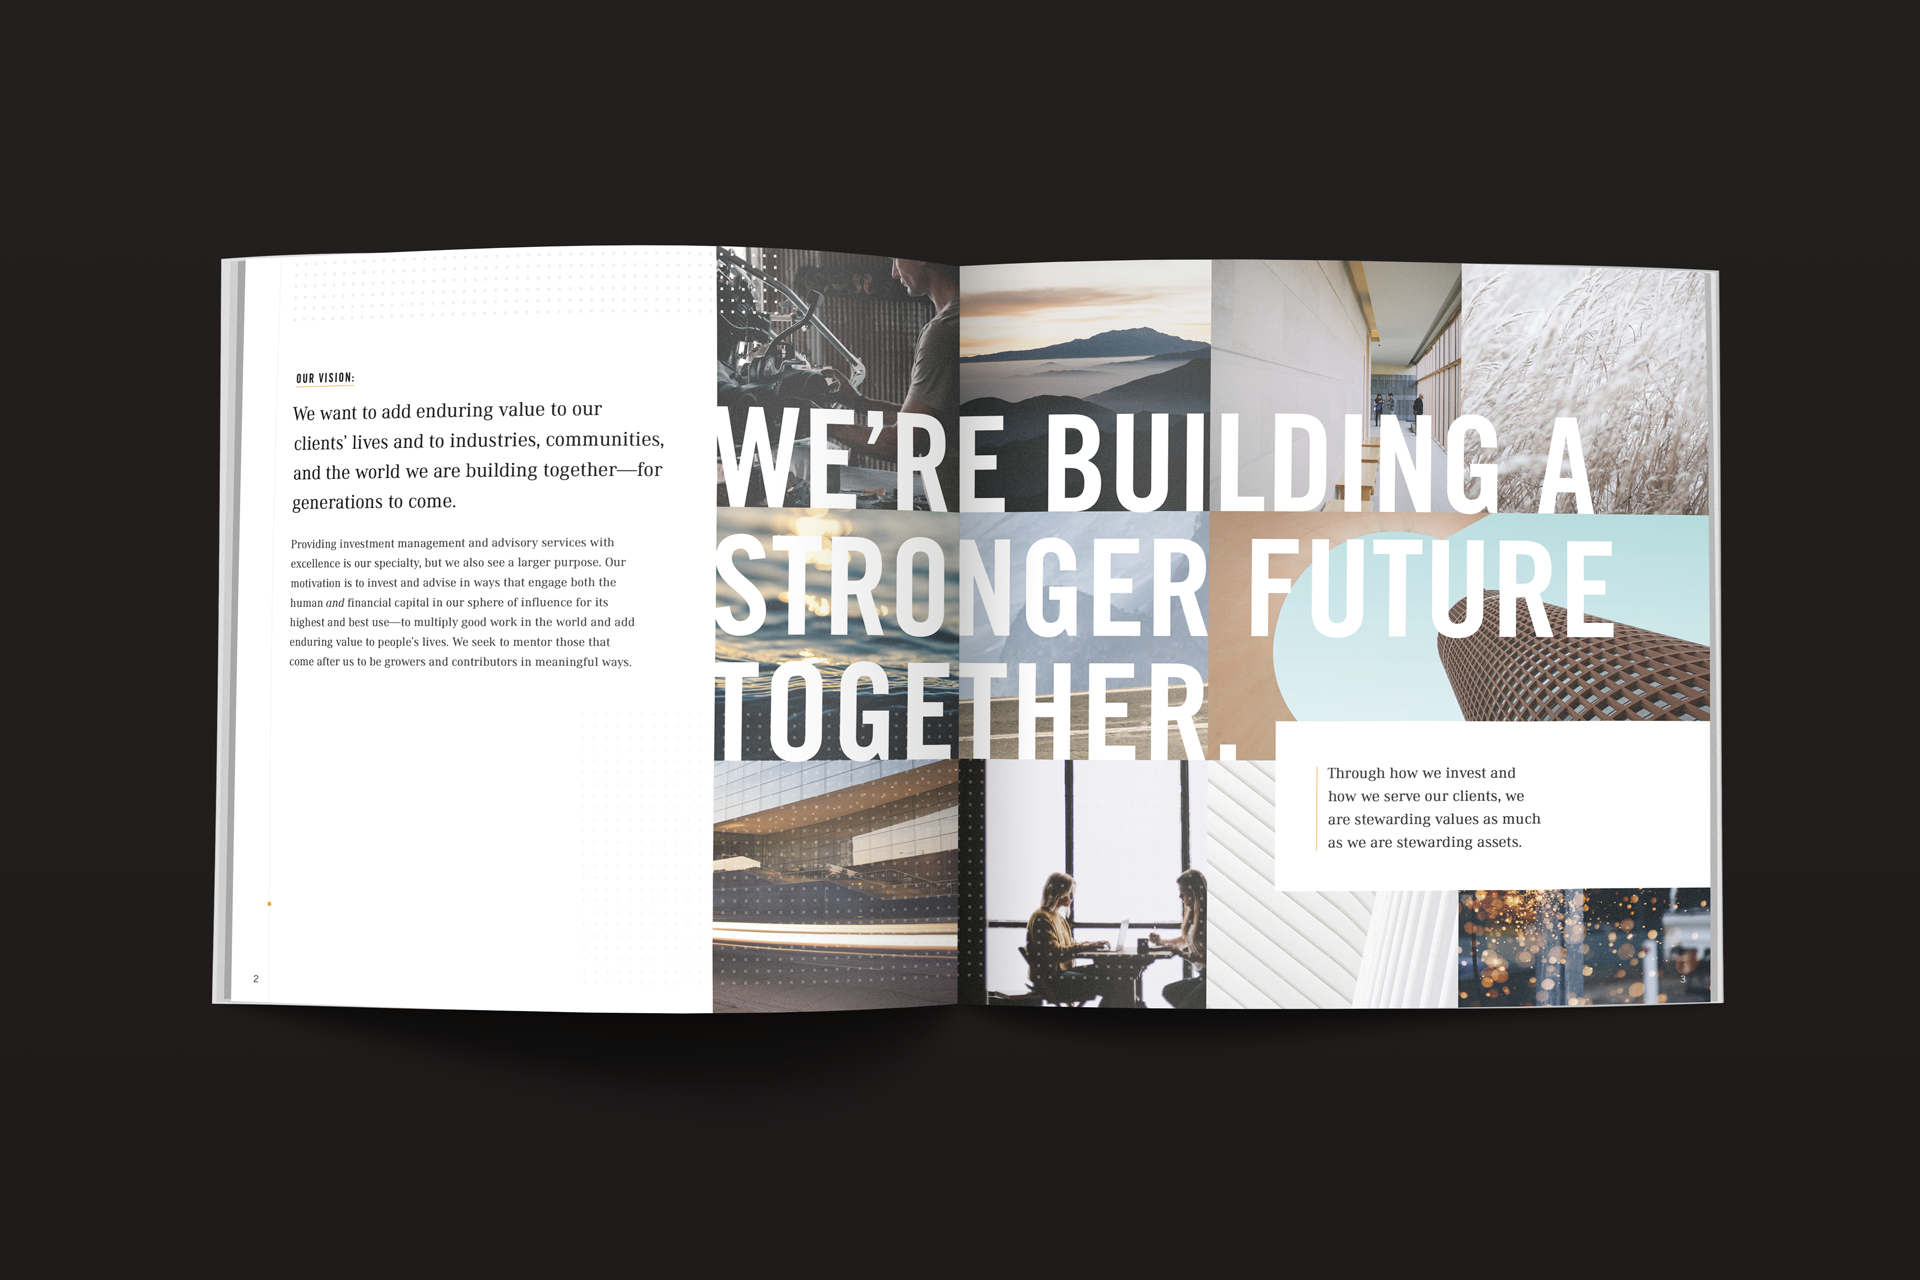 OUR VISION:
We want to add enduring value to our
clients' lives and to industries, communities,
and the world we are building together—for
generations to come.
Providing investment management and advisory services with
excellence is our specialty, but we also see a larger purpose. Our
motivation is to invest and advise in ways that engage both the
human and financial capital in our sphere of influence for its
highest and best use—to multiply good work in the world and add
enduring value to people's lives. We seek to mentor those that
come after us to be growers and contributors in meaningful ways.
2
WE'RE BUILDING A
STRONGER FUTURE
TOGETHER.
Through how we invest and
how we serve our clients, we
are stewarding values as much
as we are stewarding assets.
3